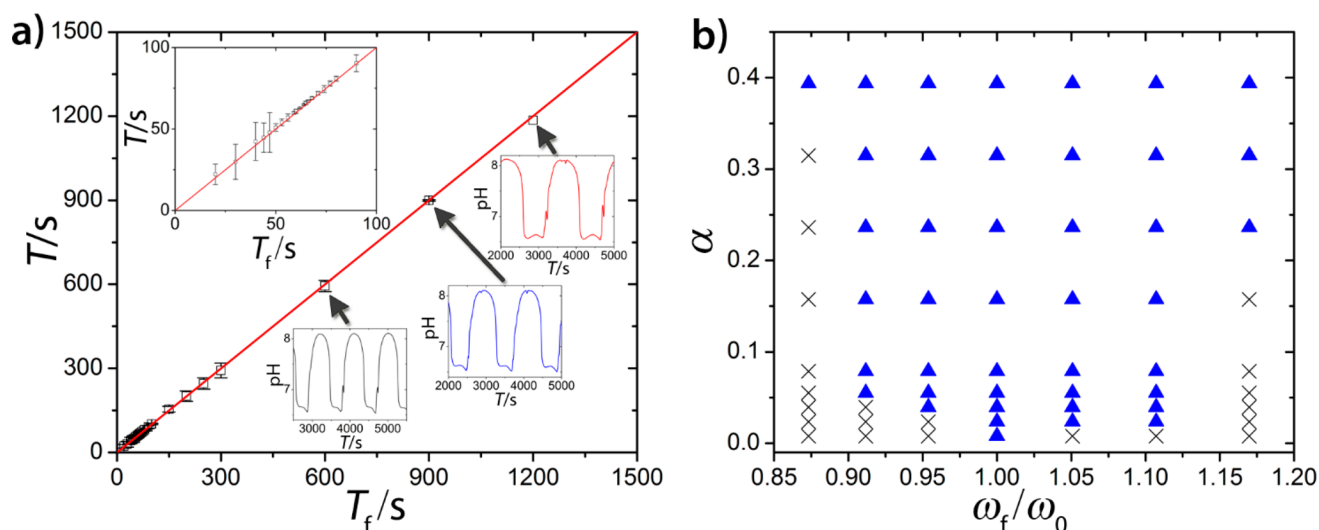 a)
1500
1200
900
600
300
0
T/s
0 300 600 900 1200 1500
T_f/s
100
50
0
T/s
0 50 100
T_f/s
8
7
pH
2000 3000 4000 5000
T/s
8
7
pH
2000 3000 4000 5000
T/s
8
7
pH
3000 4000 5000
T/s
b)
0.4
0.3
0.2
0.1
0.0
α
0.85 0.90 0.95 1.00 1.05 1.10 1.15 1.20
ω_f/ω_0